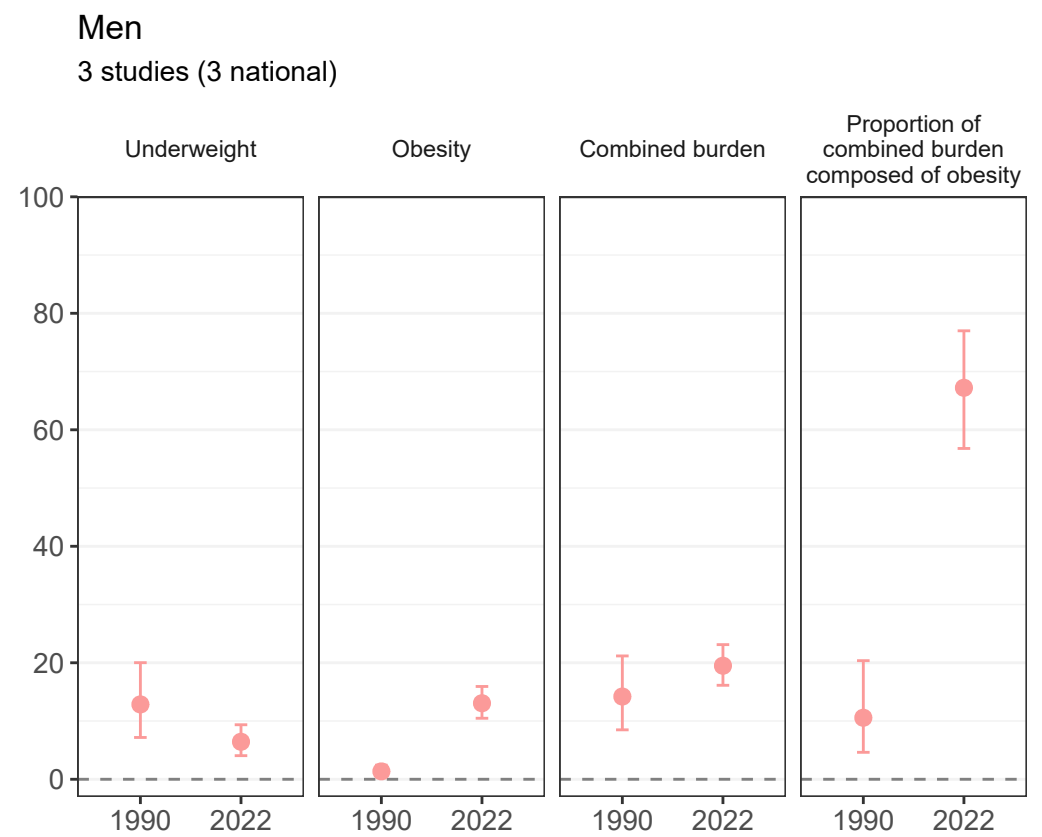 Men
3 studies (3 national)
Underweight
Obesity
Combined burden
Proportion of
combined burden
composed of obesity
100
80
60
40
20
0
1990 2022
1990 2022
1990 2022
1990 2022